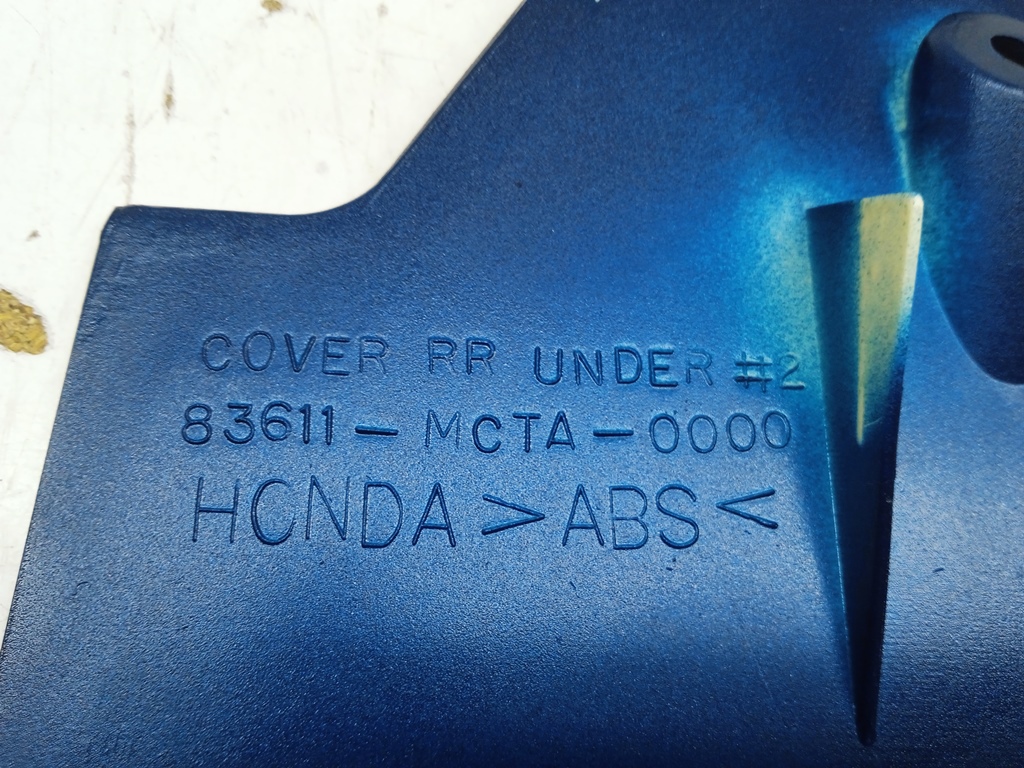 COVER RR UNDER #2
83611-MCTA-0000
HONDA >ABS<